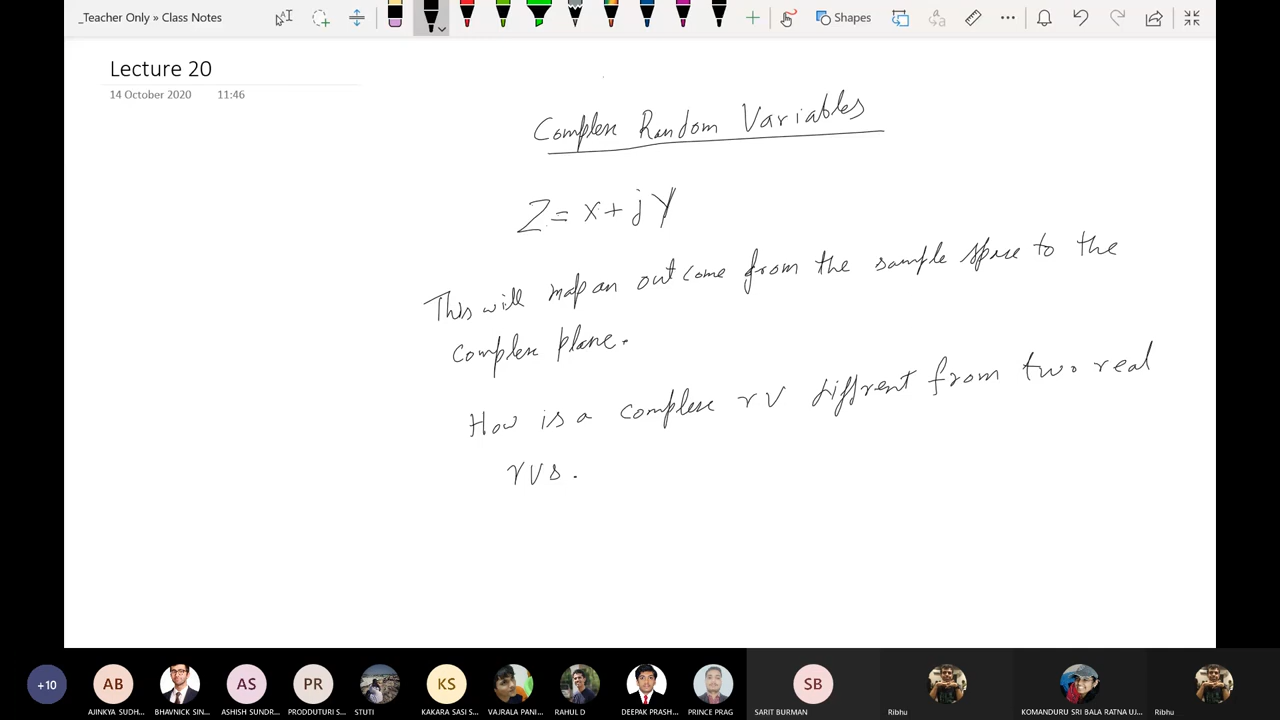 _Teacher Only » Class Notes
Shapes
Lecture 20
14 October 2020 11:46
Complex Random Variables
Z = X + jY
This will map an outcome from the sample space to the
complex plane.
How is a complex rv diffrent from two real
rvs.
+10
AB
AS
PR
KS
SB
AJINKYA SUDH...
BHAVNICK SIN...
ASHISH SUNDR...
PRODDUTURI S...
STUTI
KAKARA SASI S...
VAJRALA PANI...
RAHUL D
DEEPAK PRASH...
PRINCE PRAG
SARIT BURMAN
Ribhu
KOMANDURU SRI BALA RATNA UJ...
Ribhu